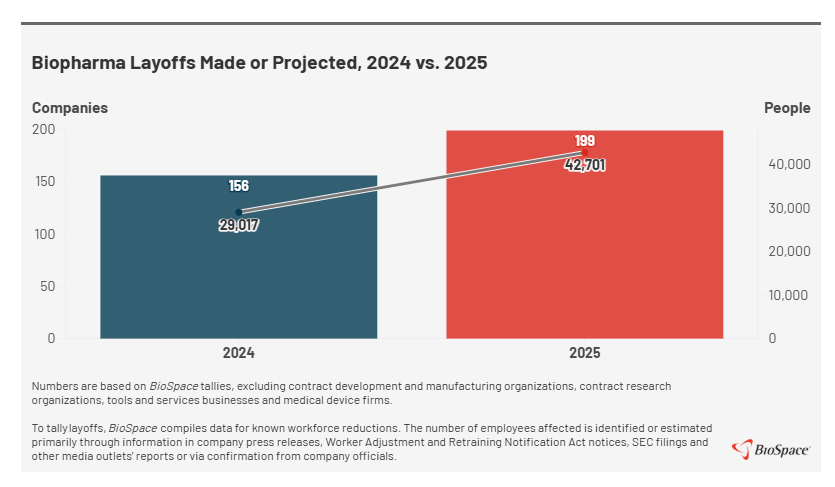 Biopharma Layoffs Made or Projected, 2024 vs. 2025
Companies
People
200
150
100
50
0
156
29,017
199
42,701
40,000
30,000
20,000
10,000
0
2024
2025
Numbers are based on BioSpace tallies, excluding contract development and manufacturing organizations, contract research
organizations, tools and services businesses and medical device firms.
To tally layoffs, BioSpace compiles data for known workforce reductions. The number of employees affected is identified or estimated
primarily through information in company press releases, Worker Adjustment and Retraining Notification Act notices, SEC filings and
other media outlets' reports or via confirmation from company officials.
BioSpace